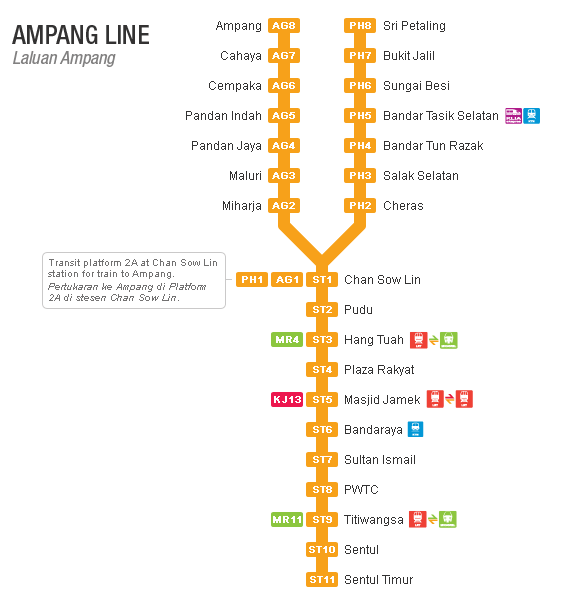 AMPANG LINE
Laluan Ampang
Ampang AG8 PH8 Sri Petaling
Cahaya AG7 PH7 Bukit Jalil
Cempaka AG6 PH6 Sungai Besi
Pandan Indah AG5 PH5 Bandar Tasik Selatan
Pandan Jaya AG4 PH4 Bandar Tun Razak
Maluri AG3 PH3 Salak Selatan
Miharja AG2 PH2 Cheras
Transit platform 2A at Chan Sow Lin
station for train to Ampang.
Pertukaran ke Ampang di Platform
2A di stesen Chan Sow Lin.
PH1 AG1 ST1 Chan Sow Lin
ST2 Pudu
MR4 ST3 Hang Tuah
ST4 Plaza Rakyat
KJ13 ST5 Masjid Jamek
ST6 Bandaraya
ST7 Sultan Ismail
ST8 PWTC
MR11 ST9 Titiwangsa
ST10 Sentul
ST11 Sentul Timur